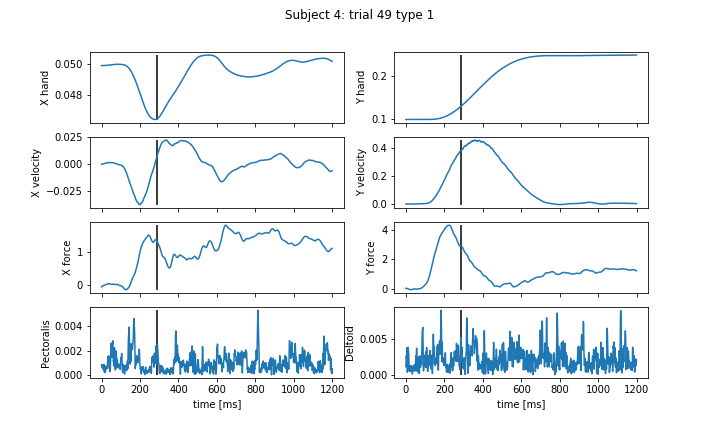 Subject 4: trial 49 type 1
X hand
0.050
0.048
Y hand
0.2
0.1
X velocity
0.025
0.000
−0.025
Y velocity
0.4
0.2
0.0
X force
1
0
Y force
4
2
0
Pectoralis
0.004
0.002
0.000
0 200 400 600 800 1000 1200
time [ms]
Deltoid
0.005
0.000
0 200 400 600 800 1000 1200
time [ms]